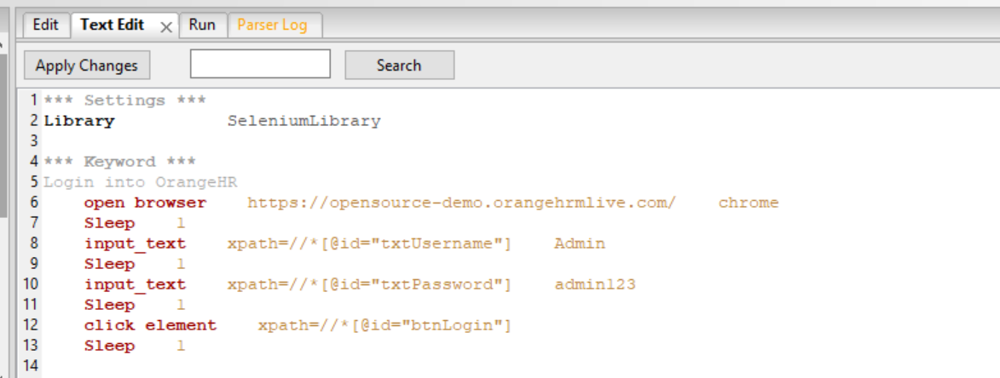 Edit Text Edit × Run Parser Log
Apply Changes Search
1 *** Settings ***
2 Library SeleniumLibrary
3
4 *** Keyword ***
5 Login into OrangeHR
6 open browser https://opensource-demo.orangehrmlive.com/ chrome
7 Sleep 1
8 input_text xpath=//*[@id="txtUsername"] Admin
9 Sleep 1
10 input_text xpath=//*[@id="txtPassword"] admin123
11 Sleep 1
12 click element xpath=//*[@id="btnLogin"]
13 Sleep 1
14